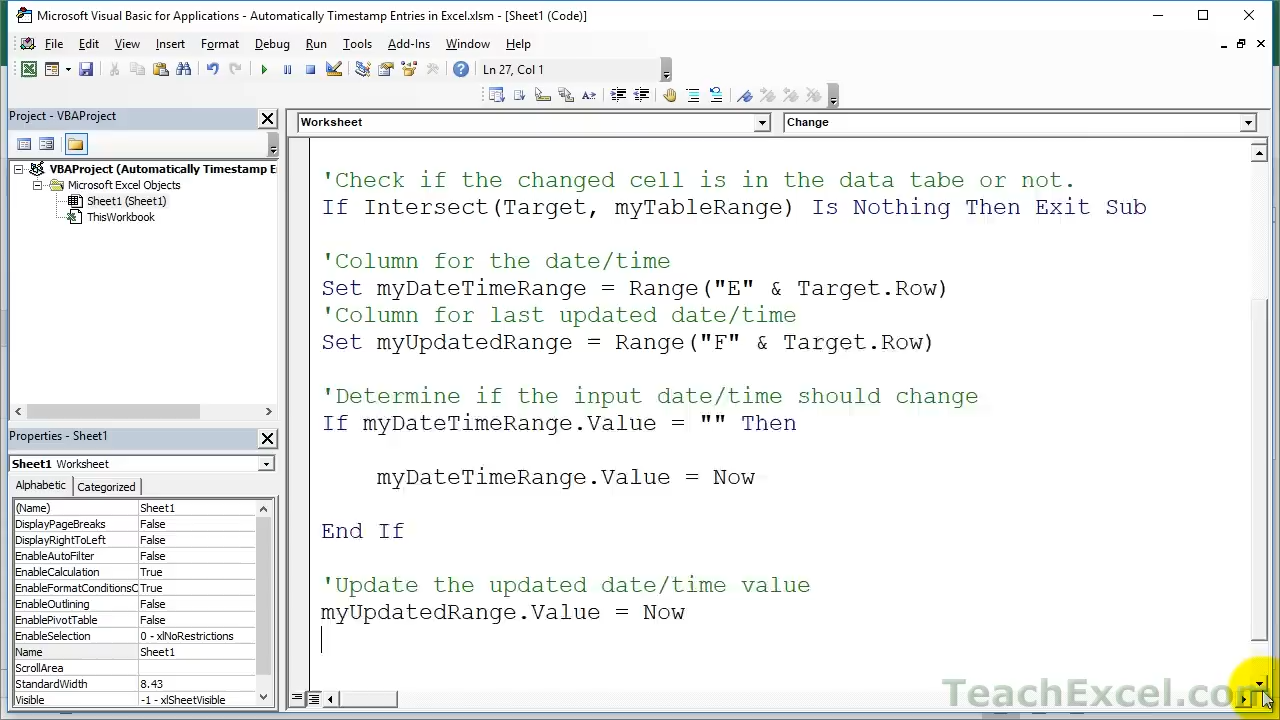 Microsoft Visual Basic for Applications - Automatically Timestamp Entries in Excel.xlsm - [Sheet1 (Code)]
File Edit View Insert Format Debug Run Tools Add-Ins Window Help
Ln 27, Col 1
Project - VBAProject
VBAProject (Automatically Timestamp E
Microsoft Excel Objects
Sheet1 (Sheet1)
ThisWorkbook
Properties - Sheet1
Sheet1 Worksheet
Alphabetic Categorized
(Name) Sheet1
DisplayPageBreaks False
DisplayRightToLeft False
EnableAutoFilter False
EnableCalculation True
EnableFormatConditionsC True
EnableOutlining False
EnablePivotTable False
EnableSelection 0 - xlNoRestrictions
Name Sheet1
ScrollArea
StandardWidth 8.43
Visible -1 - xlSheetVisible
Worksheet Change
'Check if the changed cell is in the data tabe or not.
If Intersect(Target, myTableRange) Is Nothing Then Exit Sub
'Column for the date/time
Set myDateTimeRange = Range("E" & Target.Row)
'Column for last updated date/time
Set myUpdatedRange = Range("F" & Target.Row)
'Determine if the input date/time should change
If myDateTimeRange.Value = "" Then
myDateTimeRange.Value = Now
End If
'Update the updated date/time value
myUpdatedRange.Value = Now
TeachExcel.com